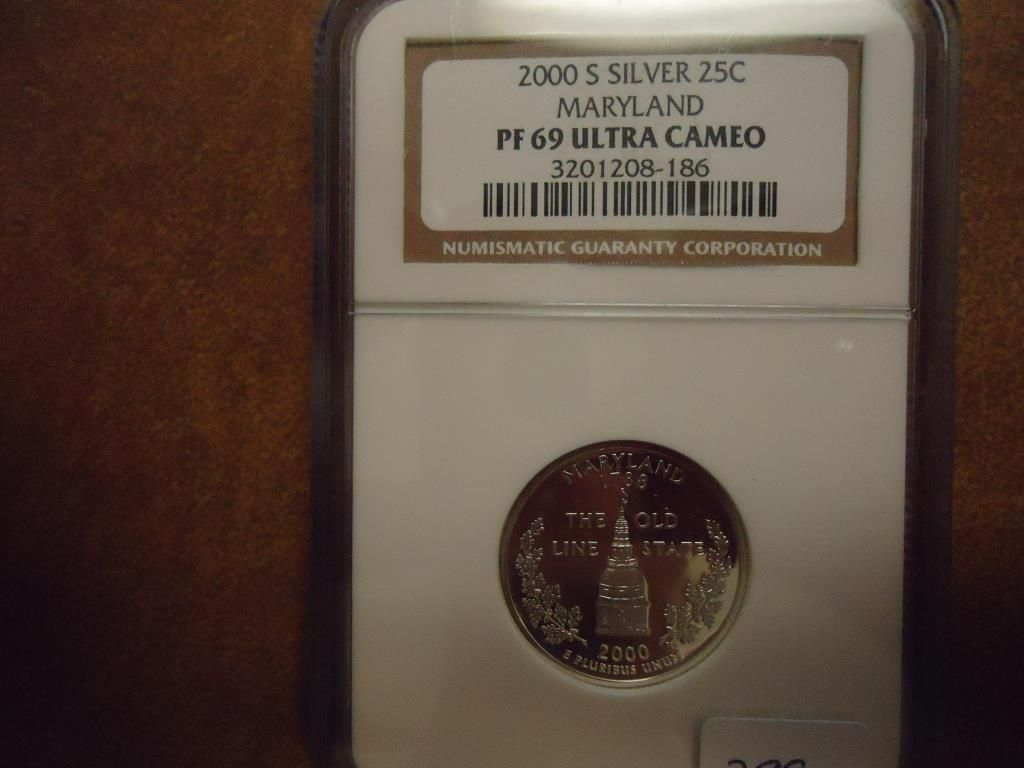 2000 S SILVER 25C
MARYLAND
PF 69 ULTRA CAMEO
3201208-186
NUMISMATIC GUARANTY CORPORATION
MARYLAND
1788
THE OLD
LINE STATE
2000
E PLURIBUS UNUM